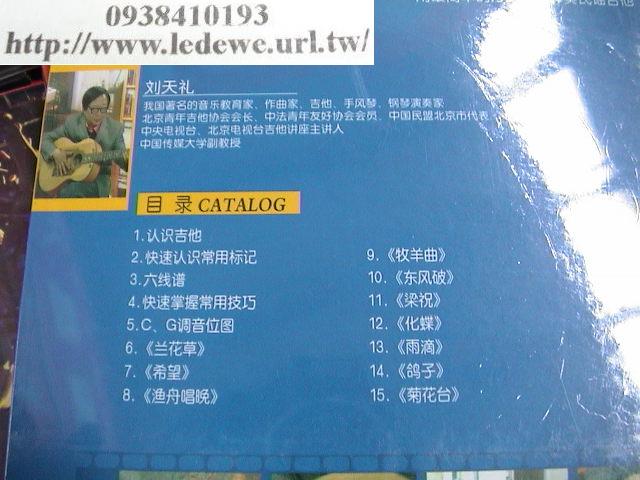 0938410193
http://www.ledewe.url.tw/
刘天礼
我国著名的音乐教育家、作曲家、吉他、手风琴、钢琴演奏家
北京青年吉他协会会长、中法青年友好协会会员、中国民盟北京市代表
中央电视台、北京电视台吉他讲座主讲人
中国传媒大学副教授
目 录 CATALOG
1.认识吉他
2.快速认识常用标记
3.六线谱
4.快速掌握常用技巧
5.C、G调音位图
6.《兰花草》
7.《希望》
8.《渔舟唱晚》
9.《牧羊曲》
10.《东风破》
11.《梁祝》
12.《化蝶》
13.《雨滴》
14.《鸽子》
15.《菊花台》